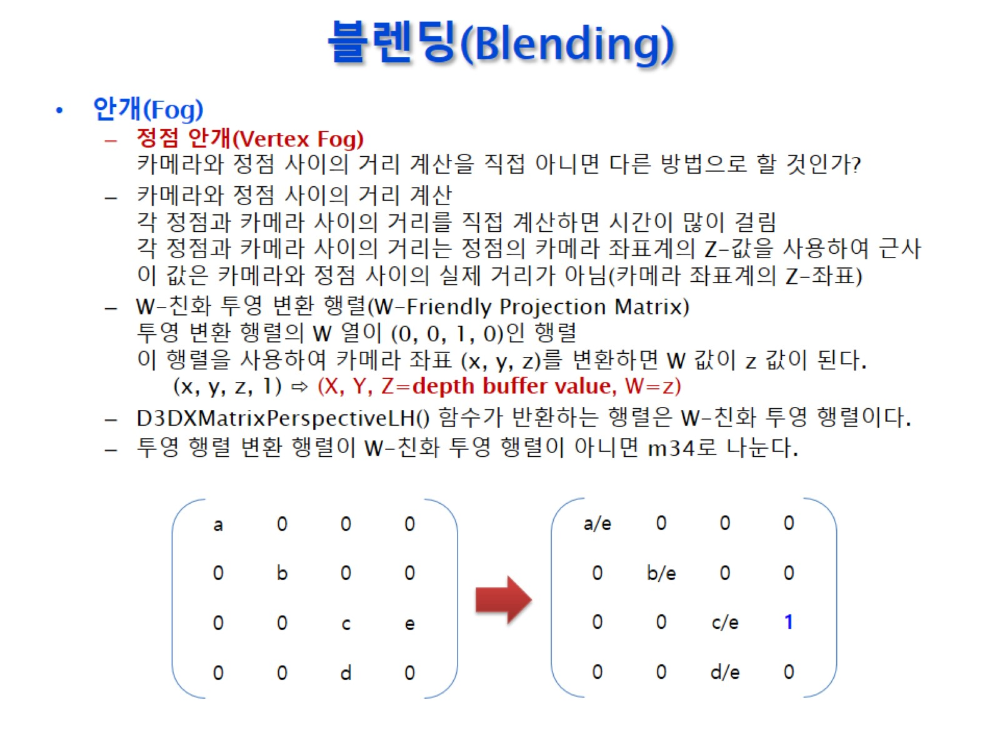 블렌딩(Blending)
• 안개(Fog)
– 정점 안개(Vertex Fog)
카메라와 정점 사이의 거리 계산을 직접 아니면 다른 방법으로 할 것인가?
– 카메라와 정점 사이의 거리 계산
각 정점과 카메라 사이의 거리를 직접 계산하면 시간이 많이 걸림
각 정점과 카메라 사이의 거리는 정점의 카메라 좌표계의 Z-값을 사용하여 근사
이 값은 카메라와 정점 사이의 실제 거리가 아님(카메라 좌표계의 Z-좌표)
– W-친화 투영 변환 행렬(W-Friendly Projection Matrix)
투영 변환 행렬의 W 열이 (0, 0, 1, 0)인 행렬
이 행렬을 사용하여 카메라 좌표 (x, y, z)를 변환하면 W 값이 z 값이 된다.
(x, y, z, 1) ⇨ (X, Y, Z=depth buffer value, W=z)
– D3DXMatrixPerspectiveLH() 함수가 반환하는 행렬은 W-친화 투영 행렬이다.
– 투영 행렬 변환 행렬이 W-친화 투영 행렬이 아니면 m34로 나눈다.
a 0 0 0
0 b 0 0
0 0 c e
0 0 d 0
a/e 0 0 0
0 b/e 0 0
0 0 c/e 1
0 0 d/e 0